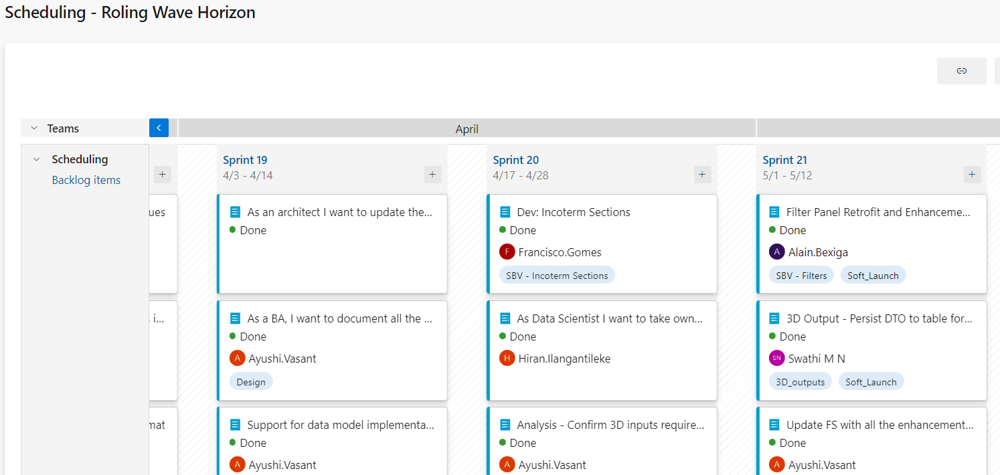 Scheduling - Roling Wave Horizon
Teams
April
Scheduling
Backlog items
+
ues
i...
mat
Sprint 19
4/3 - 4/14
+
As an architect I want to update the...
Done
As a BA, I want to document all the ...
Done
A Ayushi.Vasant
Design
Support for data model implementa...
Done
A Ayushi.Vasant
Sprint 20
4/17 - 4/28
+
Dev: Incoterm Sections
Done
F Francisco.Gomes
SBV - Incoterm Sections
As Data Scientist I want to take own...
Done
H Hiran.Ilangantileke
Analysis - Confirm 3D inputs require...
Done
A Ayushi.Vasant
Sprint 21
5/1 - 5/12
+
Filter Panel Retrofit and Enhanceme...
Done
A Alain.Bexiga
SBV - Filters Soft_Launch
3D Output - Persist DTO to table for...
Done
SN Swathi M N
3D_outputs Soft_Launch
Update FS with all the enhancement...
Done
A Ayushi.Vasant